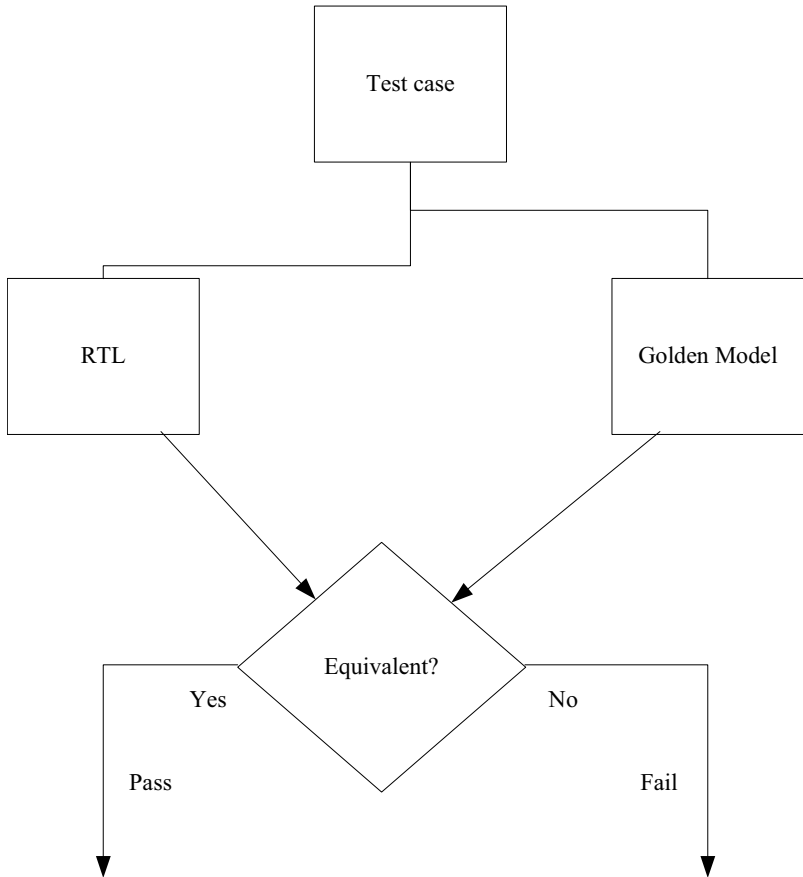 Test case
RTL
Golden Model
Equivalent?
Yes
No
Pass
Fail